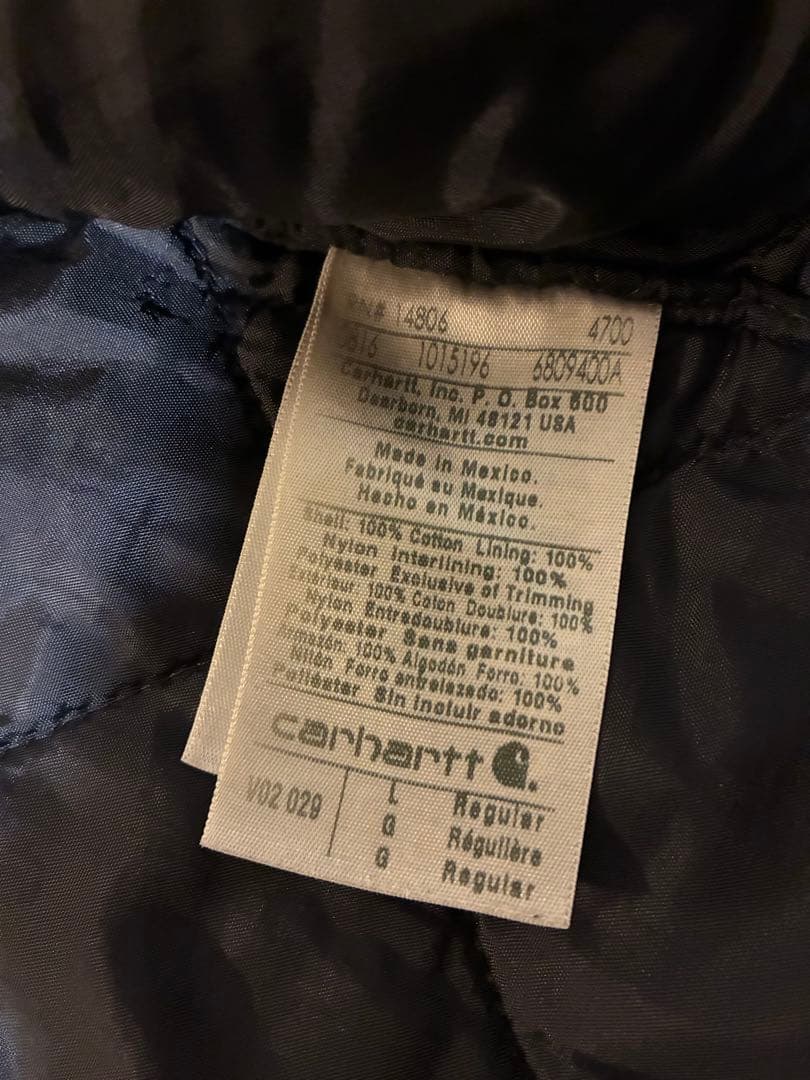 RN# 14806 4700
0816 1015196 6809400A
Carhartt, Inc. P. O. Box 600
Dearborn, MI 48121 USA
carhartt.com
Made in Mexico.
Fabriqué au Mexique.
Hecho en México.
Shell: 100% Cotton Lining: 100%
Nylon Interlining: 100%
Polyester Exclusive of Trimming
Extérieur 100% Coton Doublure: 100%
Nylon Entredoublure: 100%
Polyester Sans garniture
Armazón. 100% Algodón Forro: 100%
Nilón Forro entrelazado: 100%
Poliéster Sin incluir adorno
carhartt
V02 029 L Regular
G Régulière
G Regular